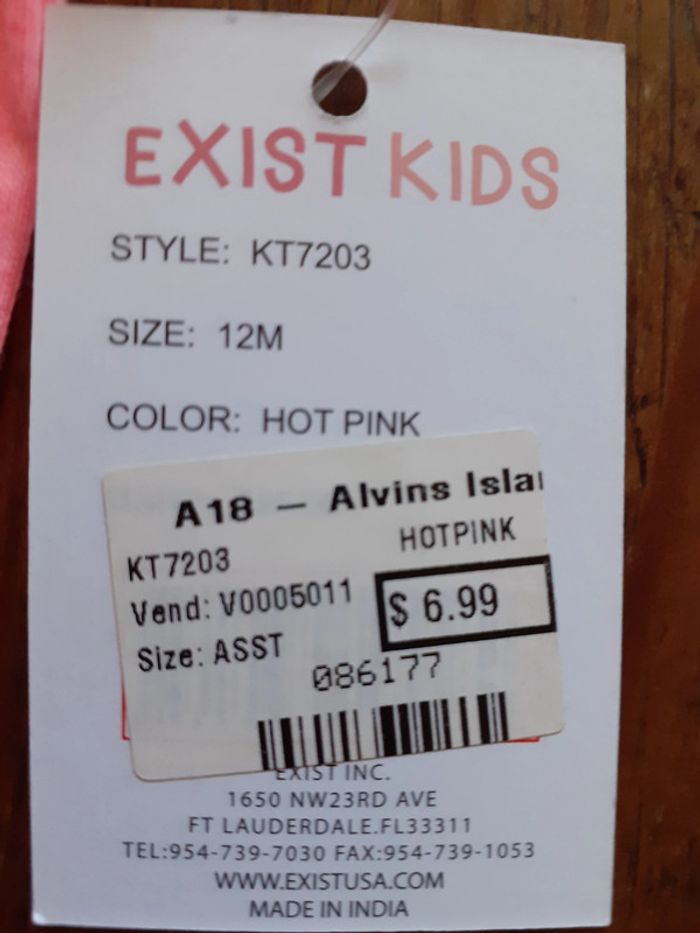 EXIST KIDS
STYLE: KT7203
SIZE: 12M
COLOR: HOT PINK
A18 — Alvins Isla
HOTPINK
KT7203
Vend: V0005011
$ 6.99
Size: ASST
086177
EXIST INC.
1650 NW23RD AVE
FT LAUDERDALE.FL33311
TEL:954-739-7030 FAX:954-739-1053
WWW.EXISTUSA.COM
MADE IN INDIA